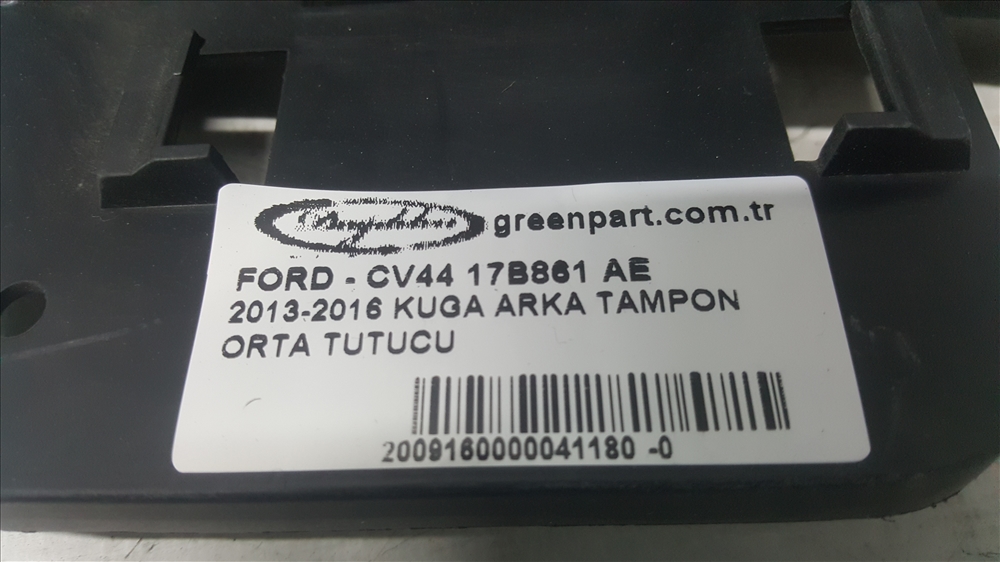 greenpart.com.tr
FORD - CV44 17B861 AE
2013-2016 KUGA ARKA TAMPON
ORTA TUTUCU
2009160000041180 -0